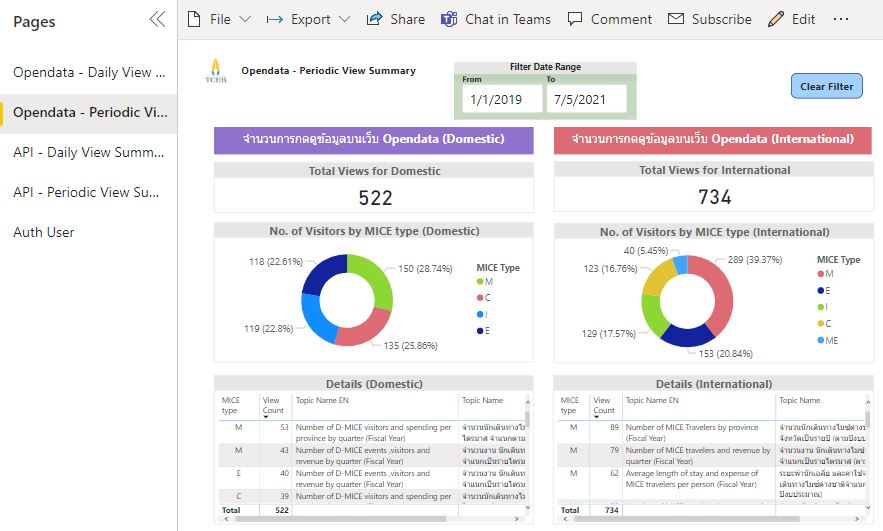 Pages
Opendata - Daily View ...
Opendata - Periodic Vi...
API - Daily View Summ...
API - Periodic View Su...
Auth User
File Export Share Chat in Teams Comment Subscribe Edit ...
TCEB
Opendata - Periodic View Summary
Filter Date Range
From To
1/1/2019 7/5/2021
Clear Filter
จำนวนการกดดูข้อมูลบนเว็บ Opendata (Domestic)
Total Views for Domestic
522
No. of Visitors by MICE type (Domestic)
118 (22.61%)
150 (28.74%)
119 (22.8%)
135 (25.86%)
MICE Type
M
C
I
E
Details (Domestic)
MICE type View Count Topic Name EN Topic Name
M 53 Number of D-MICE visitors and spending per จำนวนนักเดินทางไม
province by quarter (Fiscal Year) ไตรมาส จำแนกตาม
M 43 Number of D-MICE events ,visitors and จำนวนงาน นักเดินทา
revenue by quarter (Fiscal Year) จำแนกเป็นรายไตรม
E 40 Number of D-MICE events ,visitors and จำนวนงาน นักเดินทา
revenue by quarter (Fiscal Year) จำแนกเป็นรายไตรม
C 39 Number of D-MICE visitors and spending per จำนวนนักเดินทางไม
Total 522
จำนวนการกดดูข้อมูลบนเว็บ Opendata (International)
Total Views for International
734
No. of Visitors by MICE type (International)
40 (5.45%)
289 (39.37%)
123 (16.76%)
129 (17.57%)
153 (20.84%)
MICE Type
M
E
I
C
ME
Details (International)
MICE type View Count Topic Name EN Topic Name
M 89 Number of MICE Travelers by province จำนวนนักเดินทางไมซ์ต่าง
(Fiscal Year) จังหวัดเป็นรายปี (ตามปีงบ
M 79 Number of MICE travelers and revenue by จำนวนงาน นักเดินทางไมซ์
quarter (Fiscal Year) จำแนกเป็นรายไตรมาส (ตา
M 62 Average length of stay and expense of ระยะพำนักเฉลี่ย และค่าใช้จ
MICE travelers per person (Fiscal Year) เดินทางไมซ์ต่างชาติจำแนก
ปีงบประมาณ)
Total 734